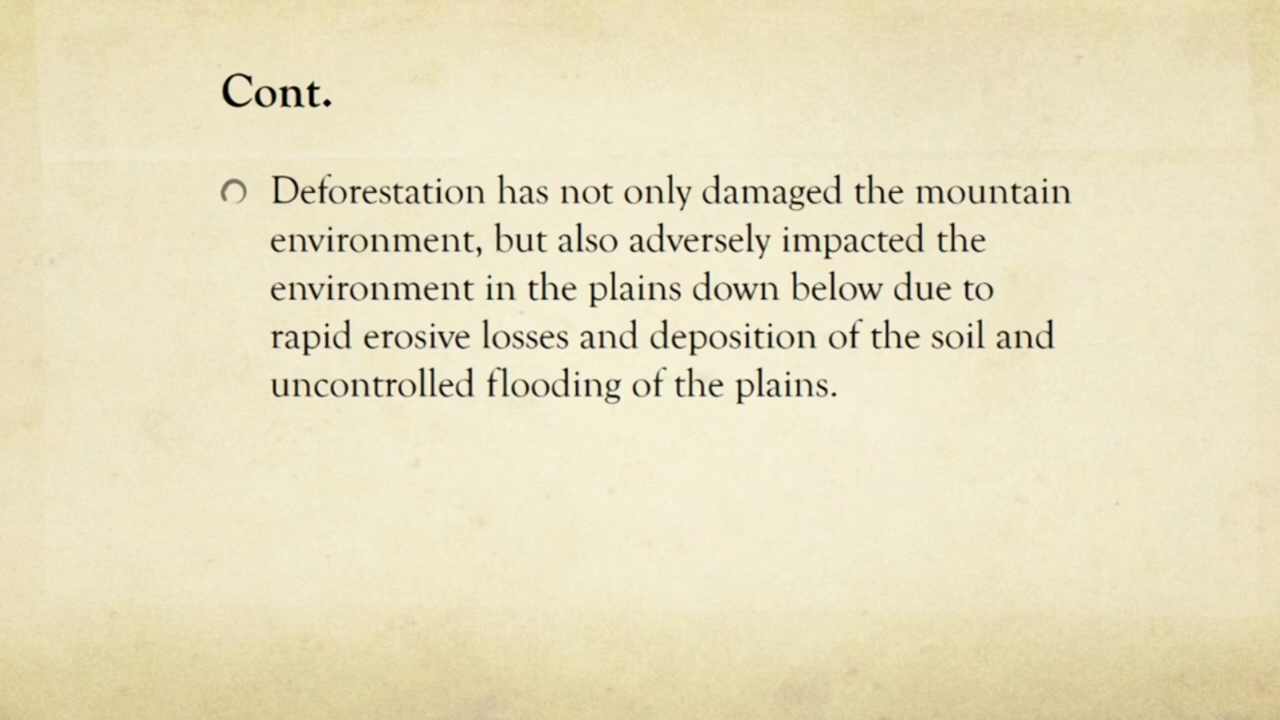 Cont.
Deforestation has not only damaged the mountain
environment, but also adversely impacted the
environment in the plains down below due to
rapid erosive losses and deposition of the soil and
uncontrolled flooding of the plains.